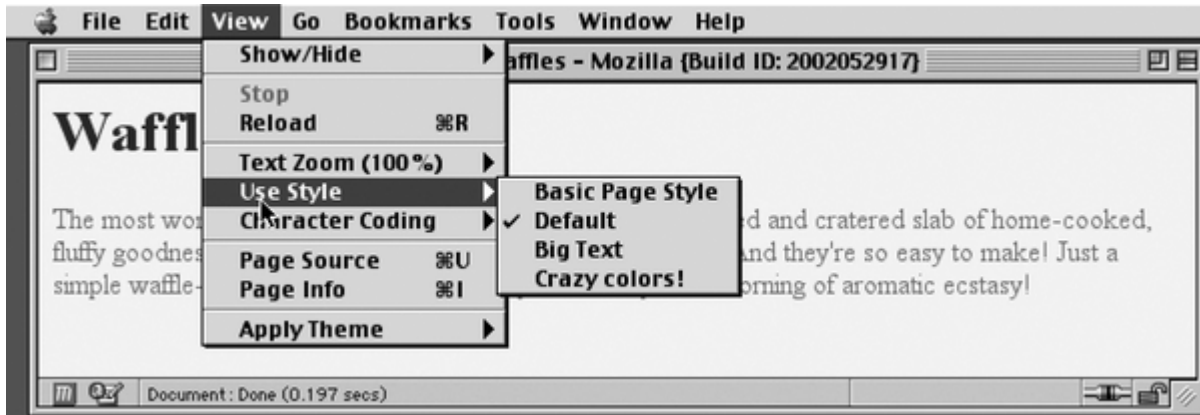 File Edit View Go Bookmarks Tools Window Help
affles – Mozilla {Build ID: 2002052917}
Show/Hide
Stop
Reload ⌘R
Text Zoom (100%)
Use Style
Character Coding
Page Source ⌘U
Page Info ⌘I
Apply Theme
Basic Page Style
✓ Default
Big Text
Crazy colors!
Waffl
The most wor ed and cratered slab of home-cooked,
fluffy goodnes And they're so easy to make! Just a
simple waffle- orning of aromatic ecstasy!
Document: Done (0.197 secs)